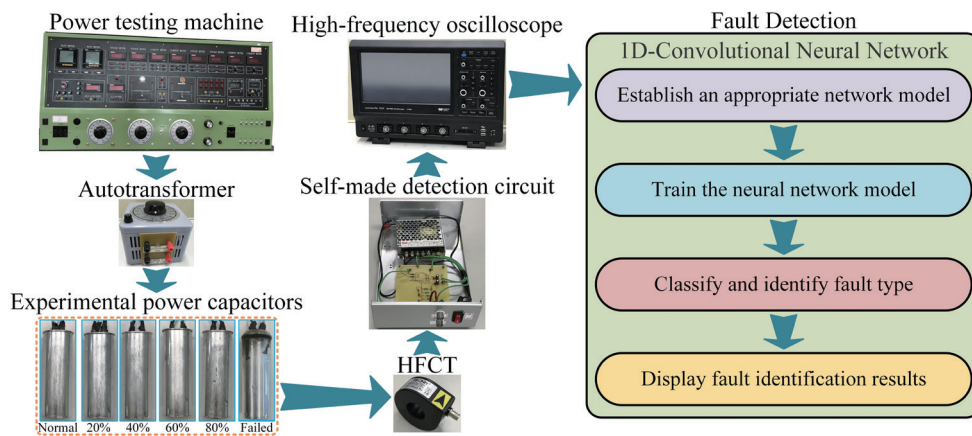 Power testing machine
Autotransformer
Experimental power capacitors
Normal
20%
40%
60%
80%
Failed
HFCT
Self-made detection circuit
High-frequency oscilloscope
Fault Detection
1D-Convolutional Neural Network
Establish an appropriate network model
Train the neural network model
Classify and identify fault type
Display fault identification results